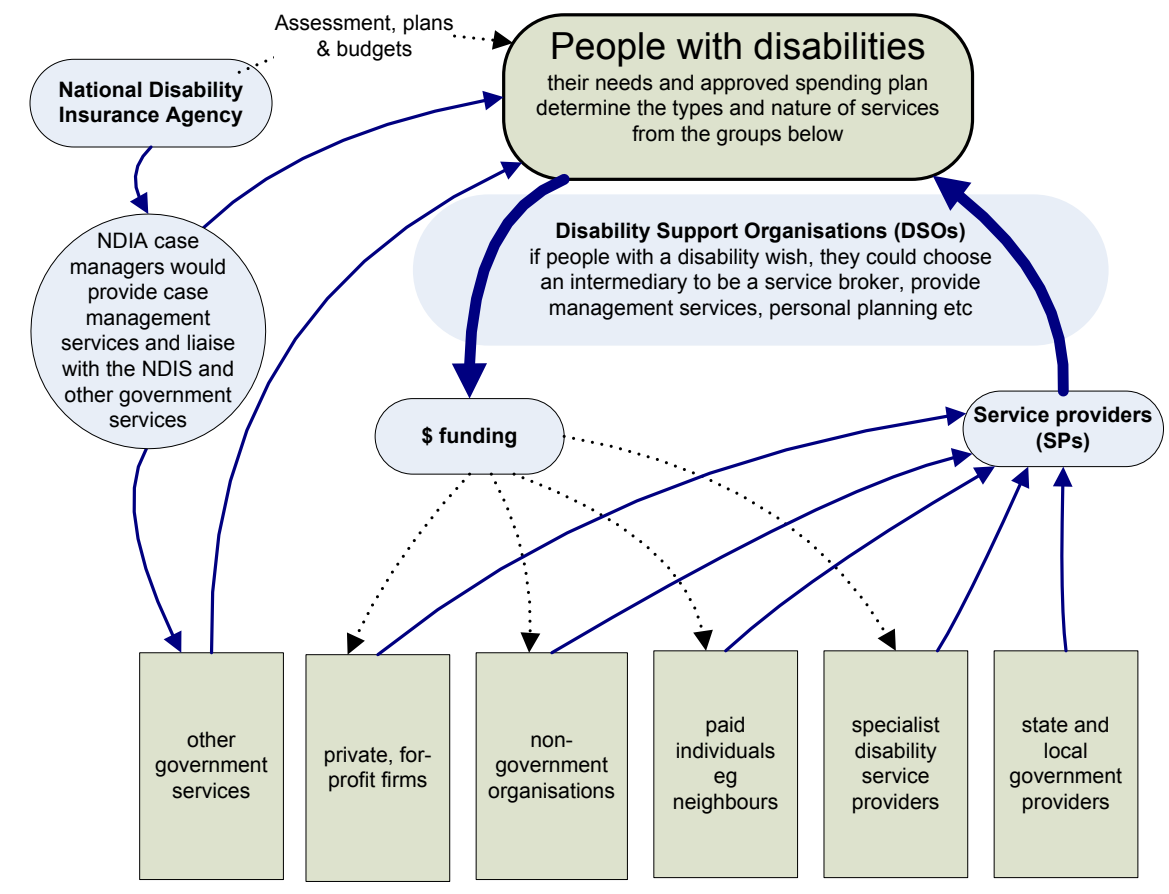 Assessment, plans
& budgets
People with disabilities
their needs and approved spending plan
determine the types and nature of services
from the groups below
National Disability
Insurance Agency
NDIA case
managers would
provide case
management
services and liaise
with the NDIS and
other government
services
Disability Support Organisations (DSOs)
if people with a disability wish, they could choose
an intermediary to be a service broker, provide
management services, personal planning etc
$ funding
Service providers
(SPs)
other
government
services
private, for-
profit firms
non-
government
organisations
paid
individuals
eg
neighbours
specialist
disability
service
providers
state and
local
government
providers